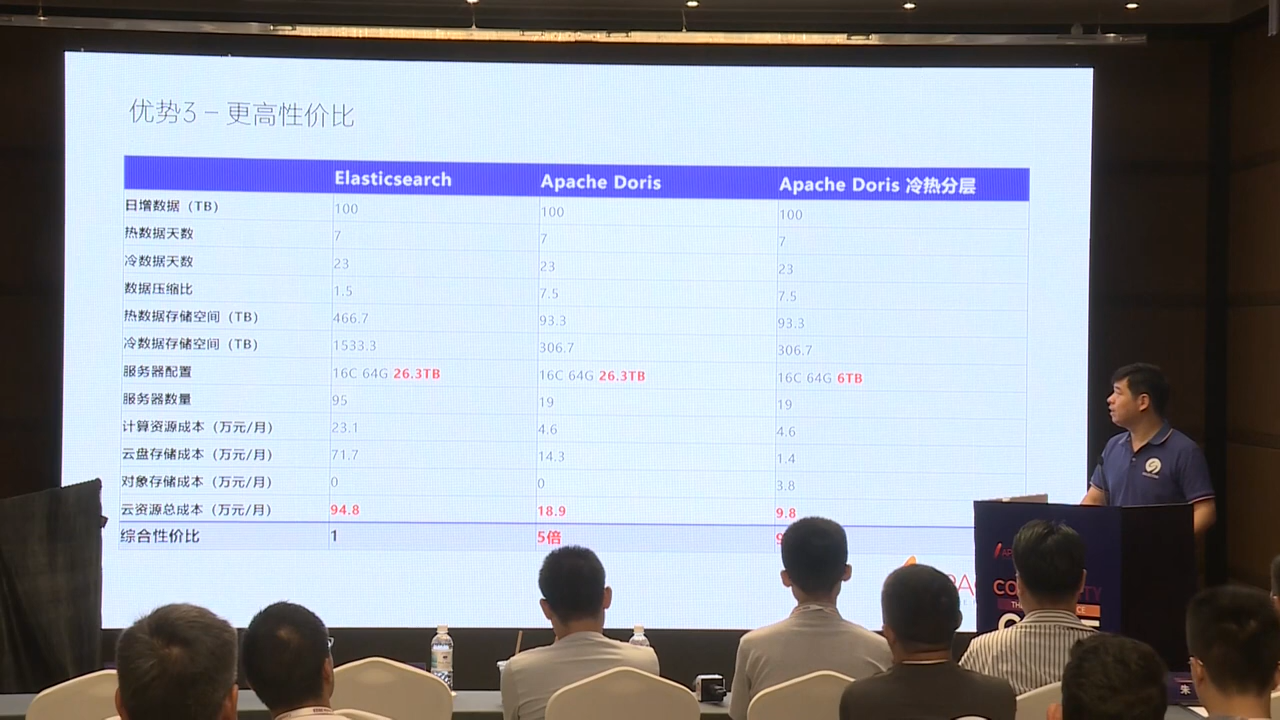 优势3 – 更高性价比
Elasticsearch Apache Doris Apache Doris 冷热分层
日增数据（TB） 100 100 100
热数据天数 7 7 7
冷数据天数 23 23 23
数据压缩比 1.5 7.5 7.5
热数据存储空间（TB） 466.7 93.3 93.3
冷数据存储空间（TB） 1533.3 306.7 306.7
服务器配置 16C 64G 26.3TB 16C 64G 26.3TB 16C 64G 6TB
服务器数量 95 19 19
计算资源成本（万元/月） 23.1 4.6 4.6
云盘存储成本（万元/月） 71.7 14.3 1.4
对象存储成本（万元/月） 0 0 3.8
云资源总成本（万元/月） 94.8 18.9 9.8
综合性价比 1 5倍
朱